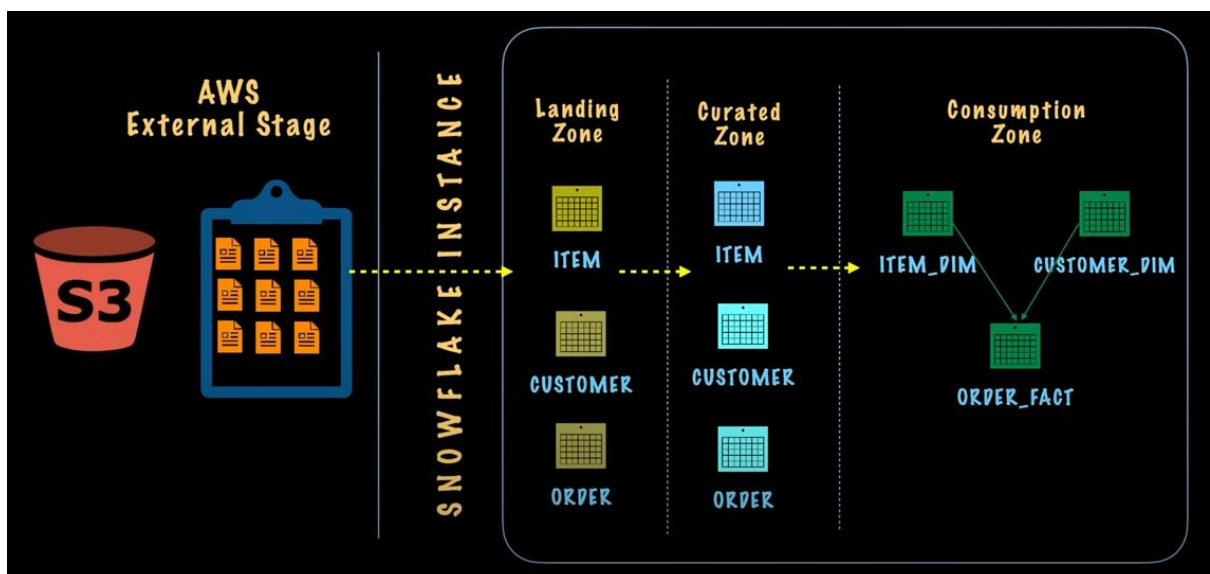 AWS
External Stage
S3
SNOWFLAKE INSTANCE
Landing
Zone
ITEM
CUSTOMER
ORDER
Curated
Zone
ITEM
CUSTOMER
ORDER
Consumption
Zone
ITEM_DIM
CUSTOMER_DIM
ORDER_FACT